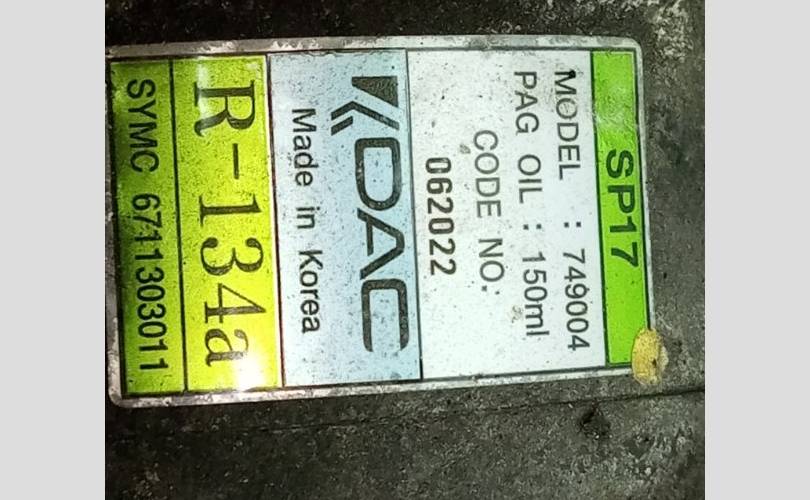 SP17
MODEL : 749004
PAG OIL : 150ml
CODE NO.
062022
KDAC
Made in Korea
R-134a
SYMC 6711303011